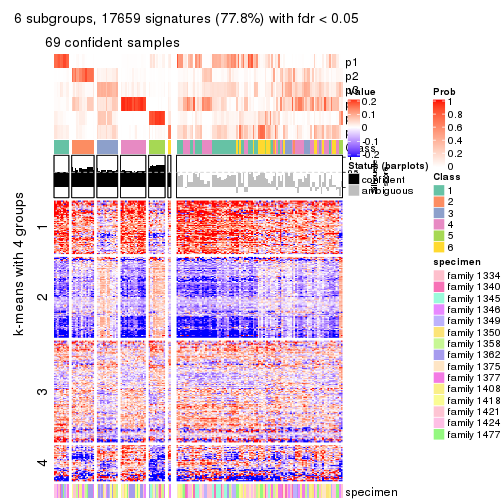 6 subgroups, 17659 signatures (77.8%) with fdr < 0.05
69 confident samples
p1
p2
Value
0.2
0.1
0
-0.1
-0.2
Prob
1
0.8
0.6
0.4
0.2
0
Status (barplots)
confident
ambiguous
Class
1
2
3
4
5
6
specimen
family 1334
family 1340
family 1345
family 1346
family 1349
family 1350
family 1358
family 1362
family 1375
family 1377
family 1408
family 1418
family 1421
family 1424
family 1477
k-means with 4 groups
1
2
3
4
specimen